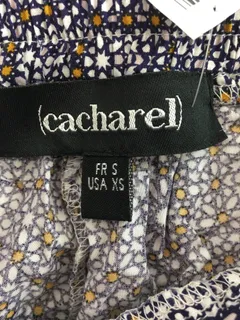 (cacharel)
FR S
USA XS